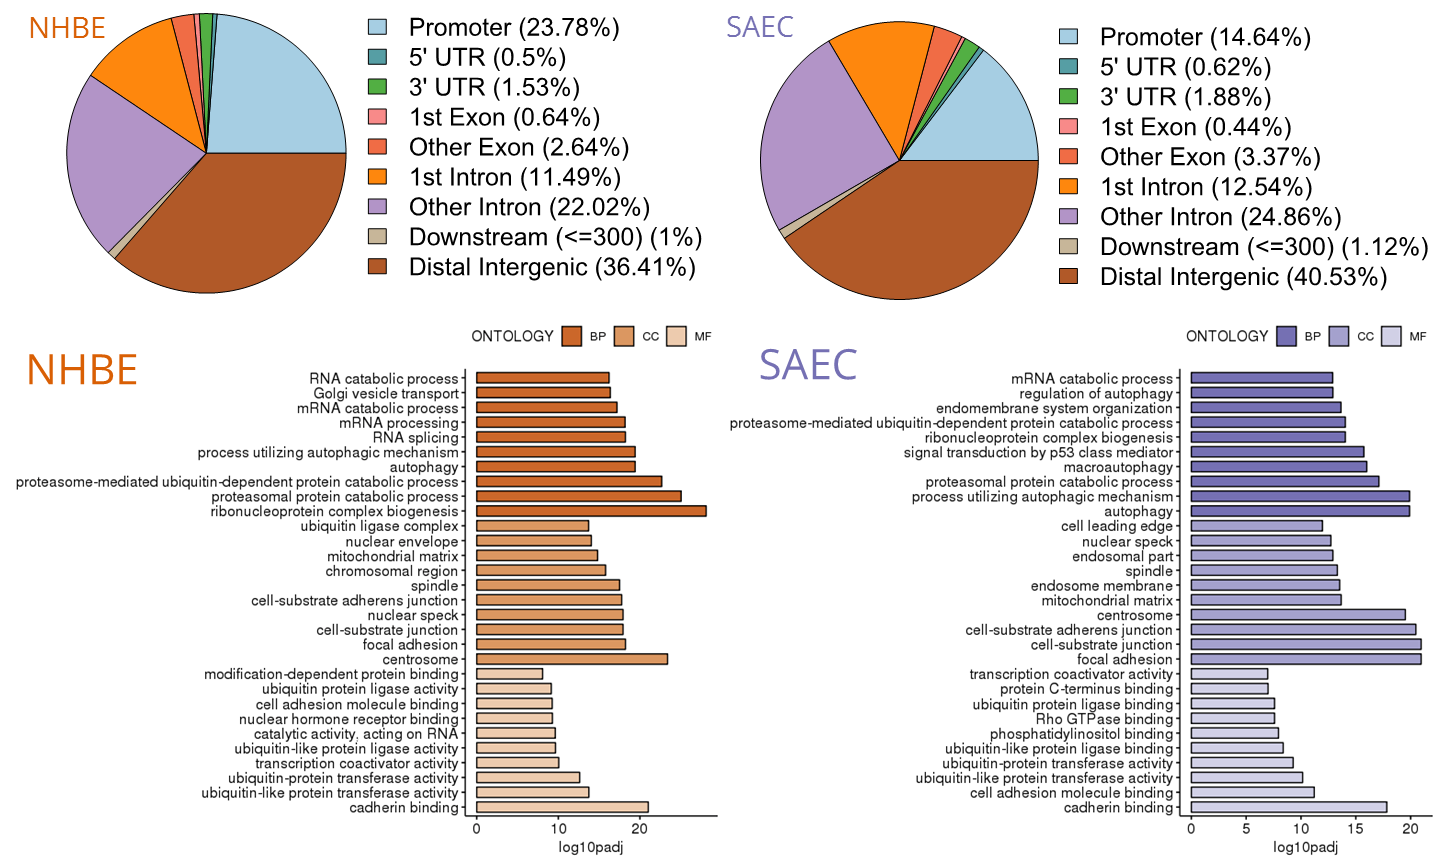 NHBE
Promoter (23.78%)
5' UTR (0.5%)
3' UTR (1.53%)
1st Exon (0.64%)
Other Exon (2.64%)
1st Intron (11.49%)
Other Intron (22.02%)
Downstream (<=300) (1%)
Distal Intergenic (36.41%)
SAEC
Promoter (14.64%)
5' UTR (0.62%)
3' UTR (1.88%)
1st Exon (0.44%)
Other Exon (3.37%)
1st Intron (12.54%)
Other Intron (24.86%)
Downstream (<=300) (1.12%)
Distal Intergenic (40.53%)
NHBE
ONTOLOGY BP CC MF
RNA catabolic process
Golgi vesicle transport
mRNA catabolic process
mRNA processing
RNA splicing
process utilizing autophagic mechanism
autophagy
proteasome-mediated ubiquitin-dependent protein catabolic process
proteasomal protein catabolic process
ribonucleoprotein complex biogenesis
ubiquitin ligase complex
nuclear envelope
mitochondrial matrix
chromosomal region
spindle
cell-substrate adherens junction
nuclear speck
cell-substrate junction
focal adhesion
centrosome
modification-dependent protein binding
ubiquitin protein ligase activity
cell adhesion molecule binding
nuclear hormone receptor binding
catalytic activity, acting on RNA
ubiquitin-like protein ligase activity
transcription coactivator activity
ubiquitin-protein transferase activity
ubiquitin-like protein transferase activity
cadherin binding
0 10 20
log10padj
SAEC
ONTOLOGY BP CC MF
mRNA catabolic process
regulation of autophagy
endomembrane system organization
proteasome-mediated ubiquitin-dependent protein catabolic process
ribonucleoprotein complex biogenesis
signal transduction by p53 class mediator
macroautophagy
proteasomal protein catabolic process
process utilizing autophagic mechanism
autophagy
cell leading edge
nuclear speck
endosomal part
spindle
endosome membrane
mitochondrial matrix
centrosome
cell-substrate adherens junction
cell-substrate junction
focal adhesion
transcription coactivator activity
protein C-terminus binding
ubiquitin protein ligase binding
Rho GTPase binding
phosphatidylinositol binding
ubiquitin-like protein ligase binding
ubiquitin-protein transferase activity
ubiquitin-like protein transferase activity
cell adhesion molecule binding
cadherin binding
0 5 10 15 20
log10padj